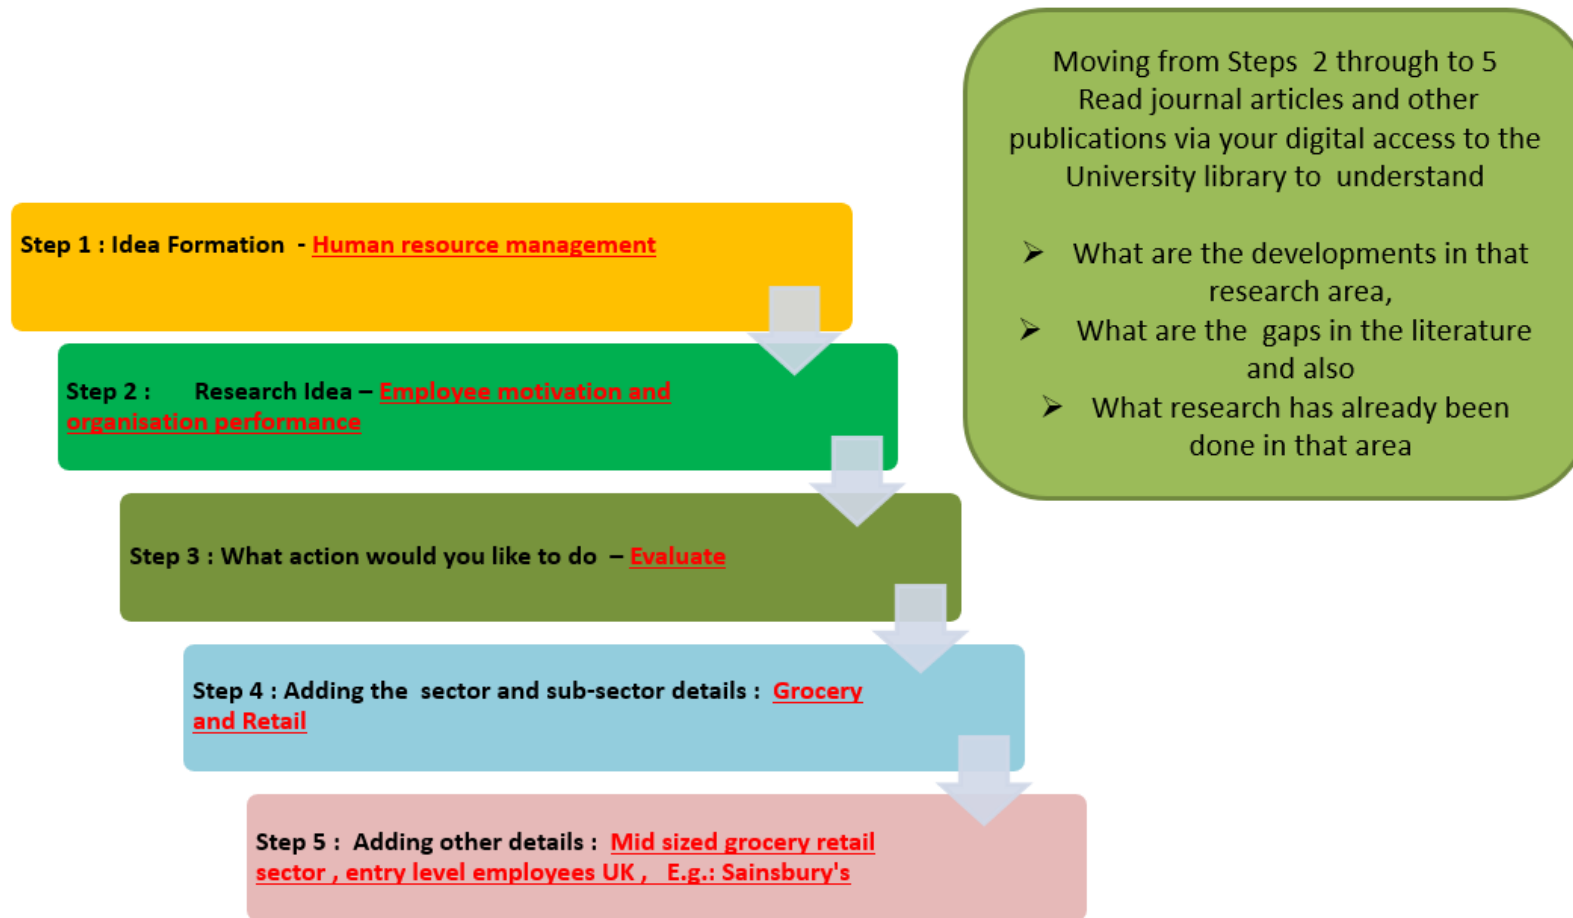 Step 1 : Idea Formation  - Human resource management
Step 2 :       Research Idea – Employee motivation and
organisation performance
Step 3 : What action would you like to do  – Evaluate
Step 4 : Adding the  sector and sub-sector details :  Grocery
and Retail
Step 5 :  Adding other details :  Mid sized grocery retail
sector , entry level employees UK ,   E.g.: Sainsbury's
Moving from Steps  2 through to 5
Read journal articles and other
publications via your digital access to the
University library to  understand
➢ What are the developments in that
research area,
➢ What are the  gaps in the literature
and also
➢ What research has already been
done in that area